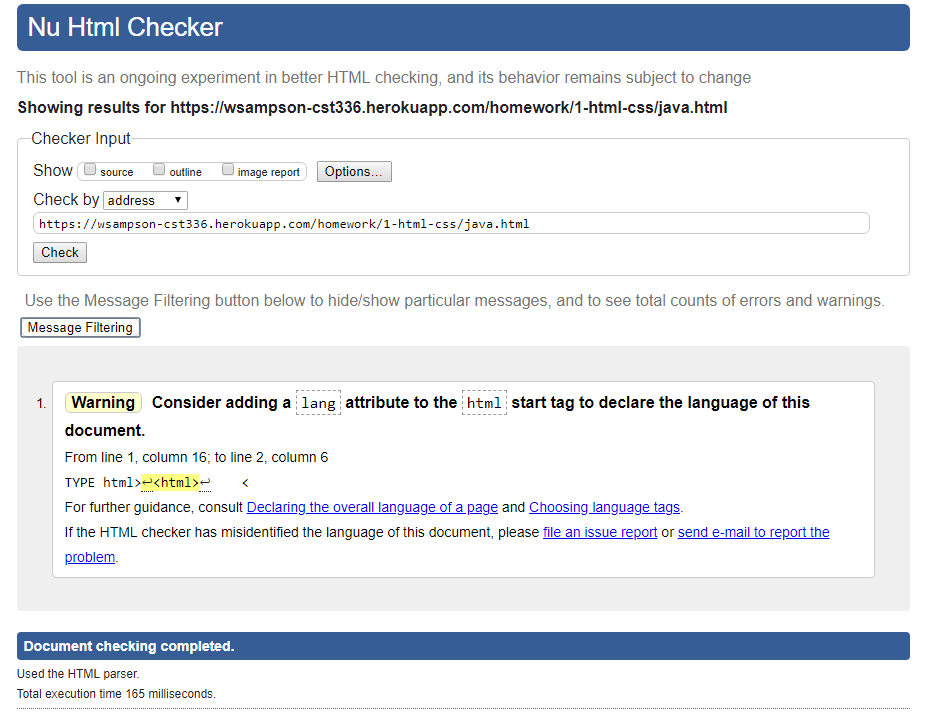 Nu Html Checker
This tool is an ongoing experiment in better HTML checking, and its behavior remains subject to change
Showing results for https://wsampson-cst336.herokuapp.com/homework/1-html-css/java.html
Checker Input
Show source outline image report Options...
Check by address ▼
https://wsampson-cst336.herokuapp.com/homework/1-html-css/java.html
Check
Use the Message Filtering button below to hide/show particular messages, and to see total counts of errors and warnings.
Message Filtering
1. Warning Consider adding a lang attribute to the html start tag to declare the language of this
document.
From line 1, column 16; to line 2, column 6
TYPE html>↩<html>↩ <
For further guidance, consult Declaring the overall language of a page and Choosing language tags.
If the HTML checker has misidentified the language of this document, please file an issue report or send e-mail to report the
problem.
Document checking completed.
Used the HTML parser.
Total execution time 165 milliseconds.